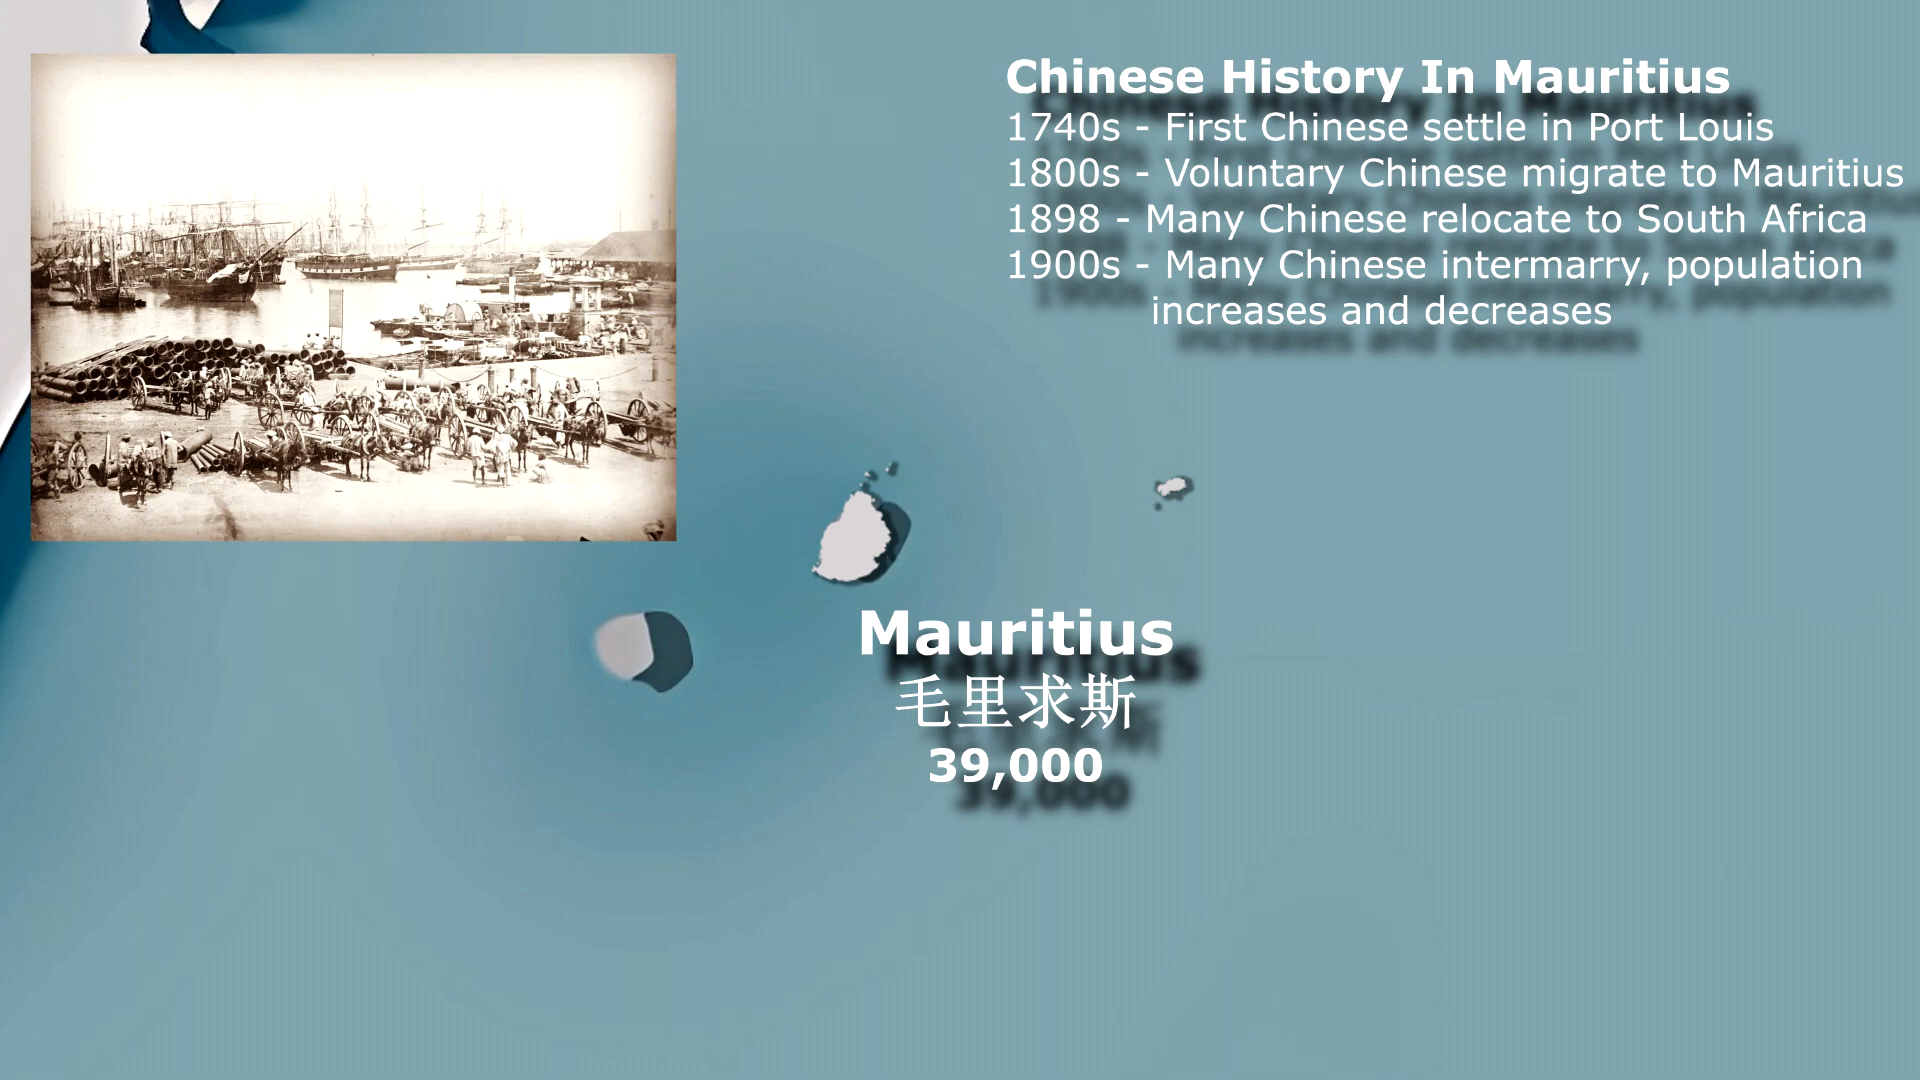 Chinese History In Mauritius
1740s - First Chinese settle in Port Louis
1800s - Voluntary Chinese migrate to Mauritius
1898 - Many Chinese relocate to South Africa
1900s - Many Chinese intermarry, population
increases and decreases
Mauritius
毛里求斯
39,000